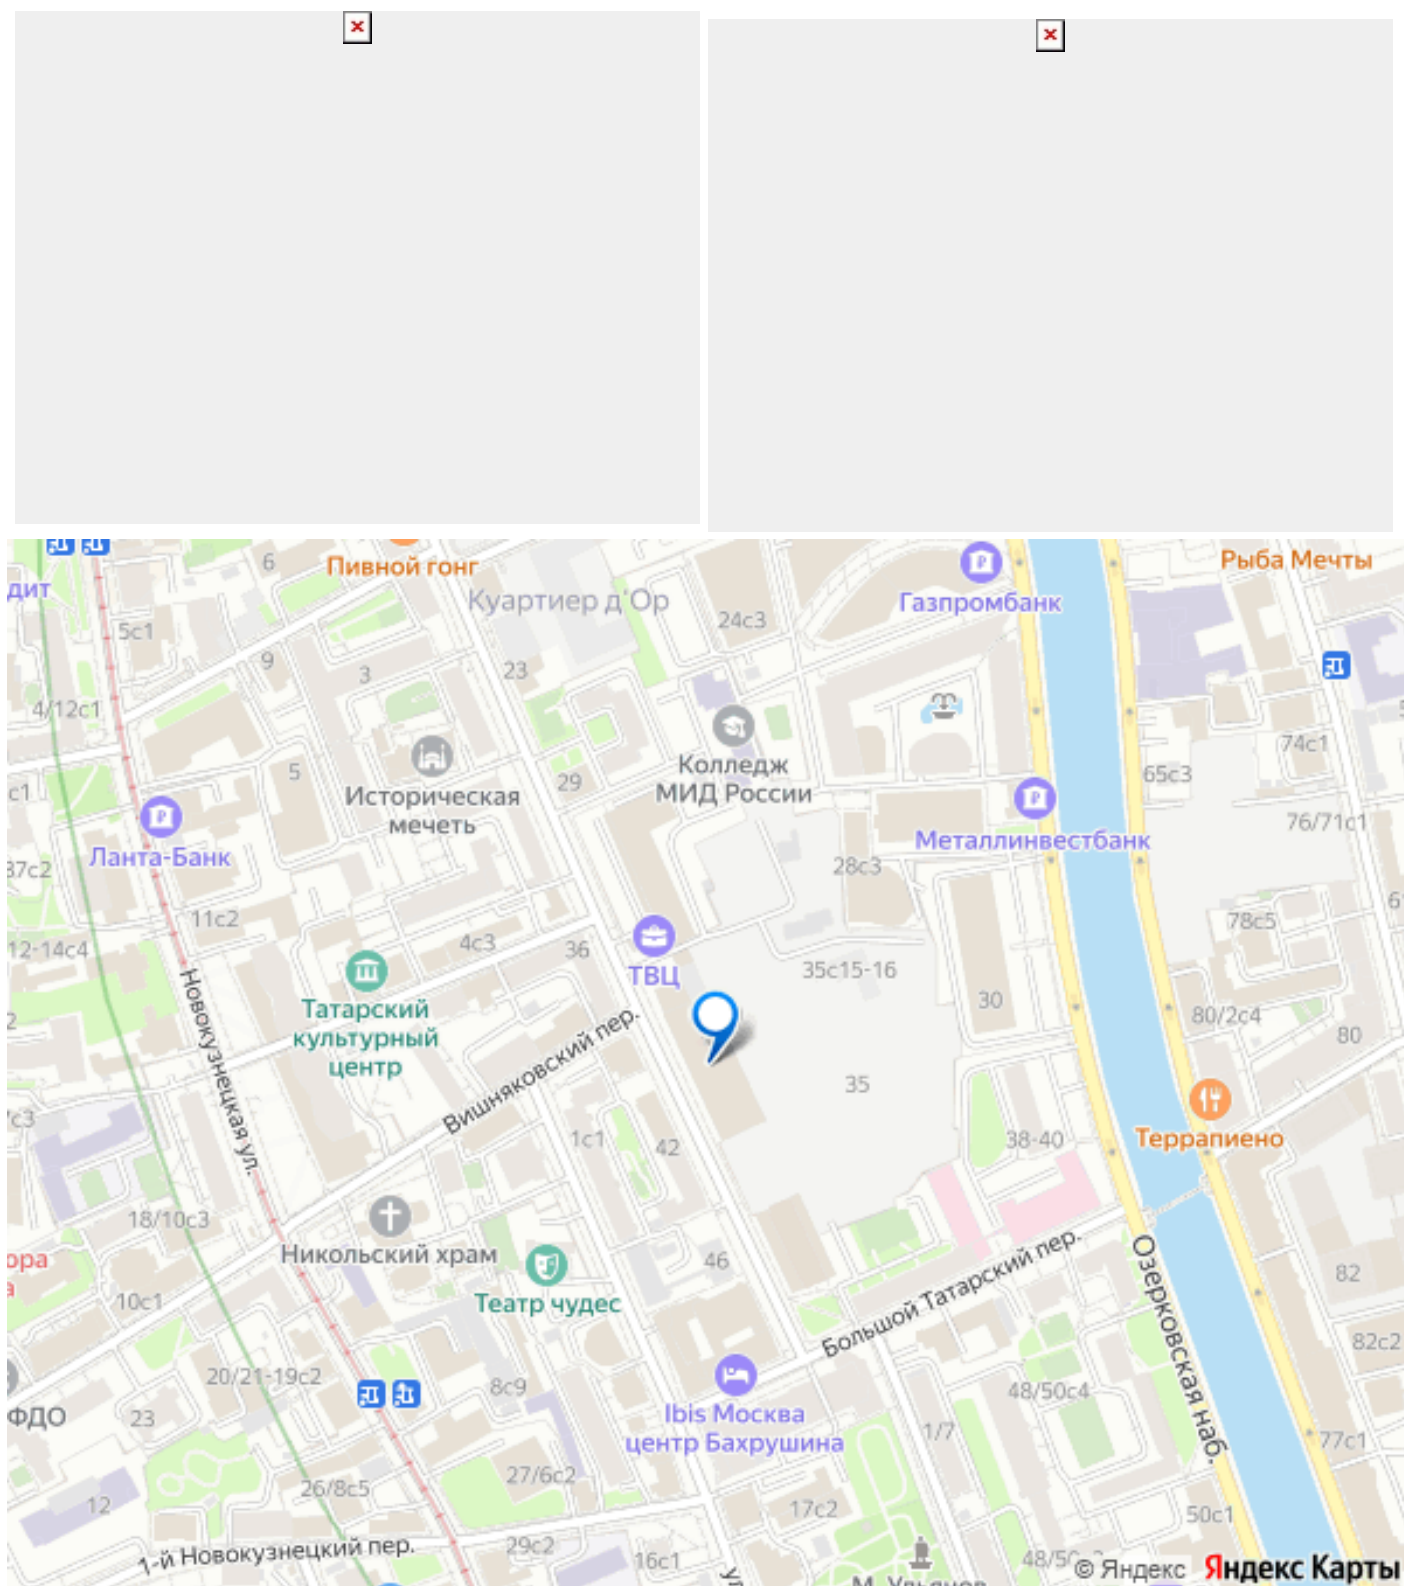 6
Пивной гонг
Рыба Мечты
дит
Куартиер д'Ор
Газпромбанк
24с3
5с1
9
3
23
4/12с1
74с1
5
29
Колледж
МИД России
65с3
с1
Историческая
мечеть
76/71с1
Ланта-Банк
Металлинвестбанк
37с2
28с3
11с2
78с5
12-14с4
4с3
36
ТВЦ
35с15-16
30
80/2с4
80
Татарский
культурный
центр
Новокузнецкая ул.
Вишняковский пер.
35
7с3
1с1
42
38-40
Террапиено
18/10с3
Никольский храм
46
82
Театр чудес
10с1
Большой Татарский пер.
Озерковская наб.
82с2
20/21-19с2
8с9
48/50с4
ФДО
23
Ibis Москва
центр Бахрушина
1/7
77с1
26/8с5
27/6с2
12
17с2
50с1
1-й Новокузнецкий пер.
29с2
16с1
© Яндекс
Яндекс Карты